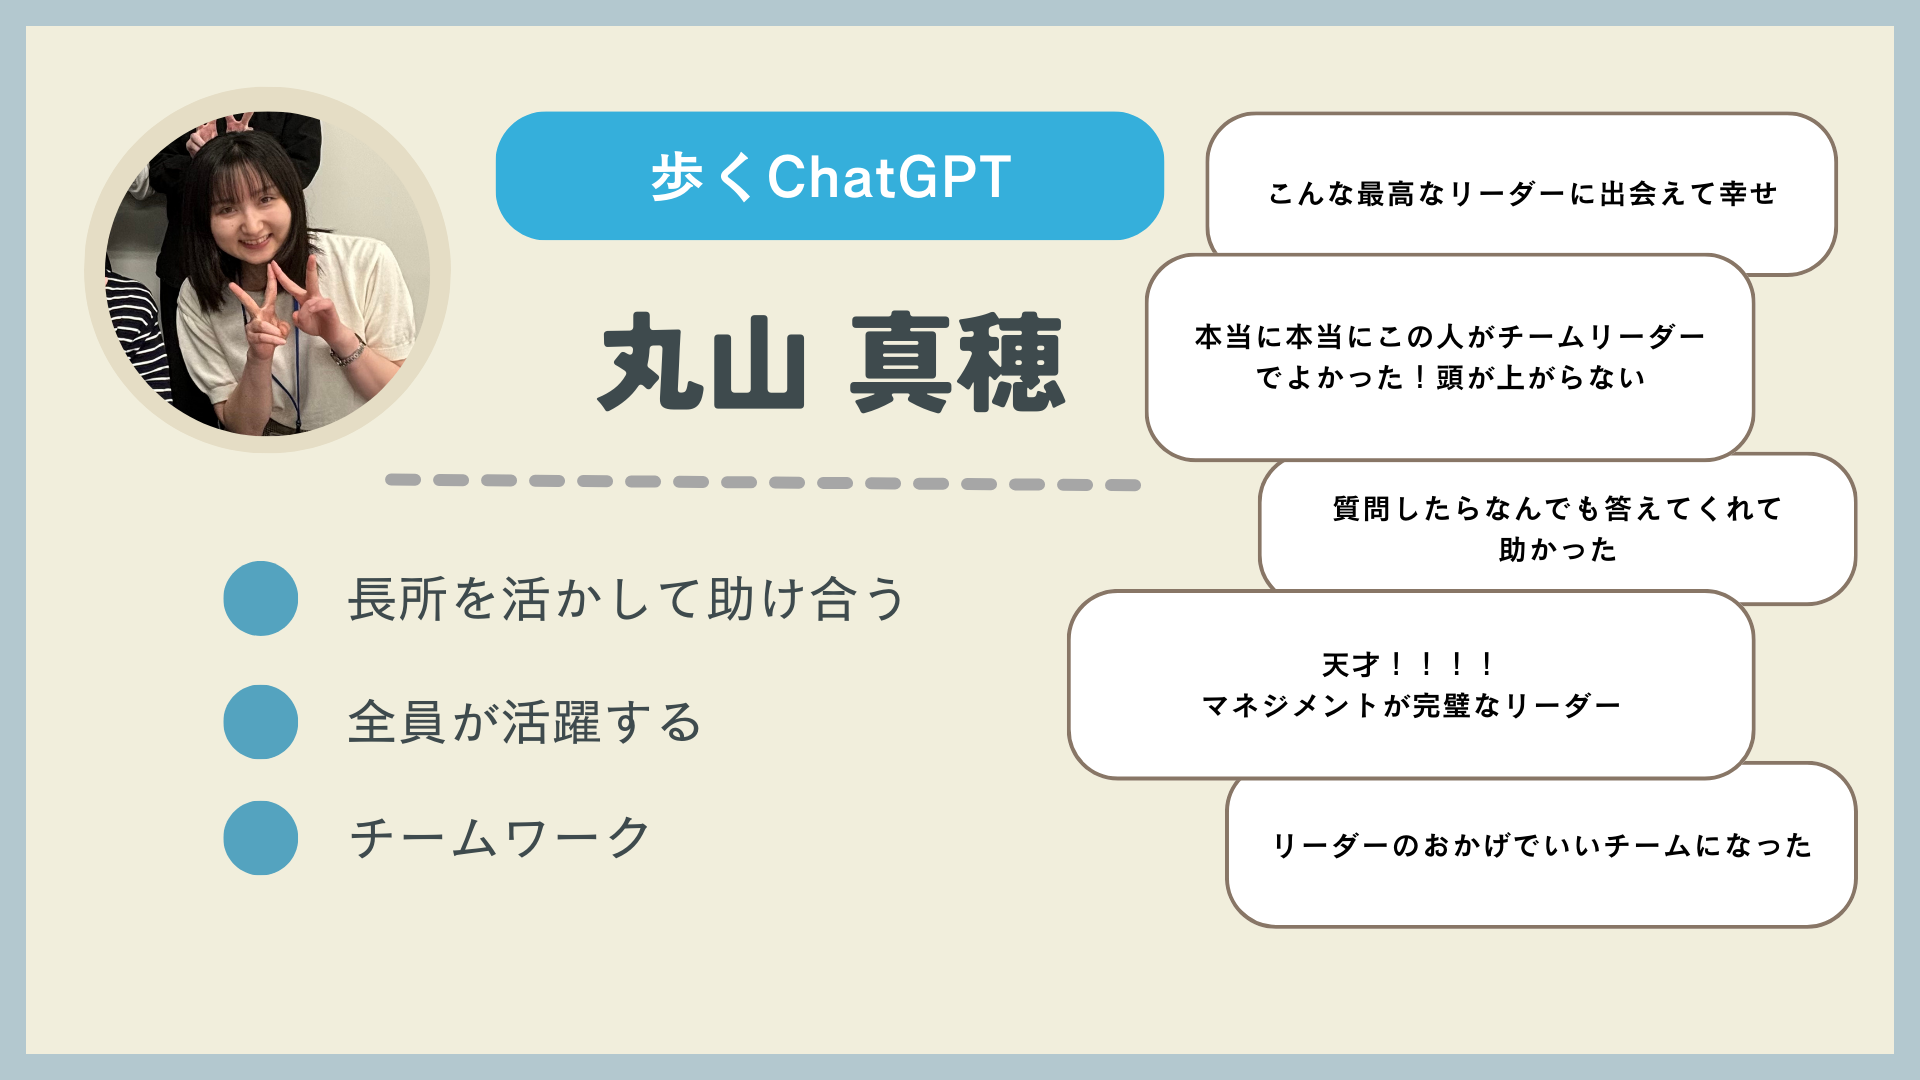 歩くChatGPT
丸山 真穂
長所を活かして助け合う
全員が活躍する
チームワーク
こんな最高なリーダーに出会えて幸せ
本当に本当にこの人がチームリーダー
でよかった！頭が上がらない
質問したらなんでも答えてくれて
助かった
天才！！！！
マネジメントが完璧なリーダー
リーダーのおかげでいいチームになった